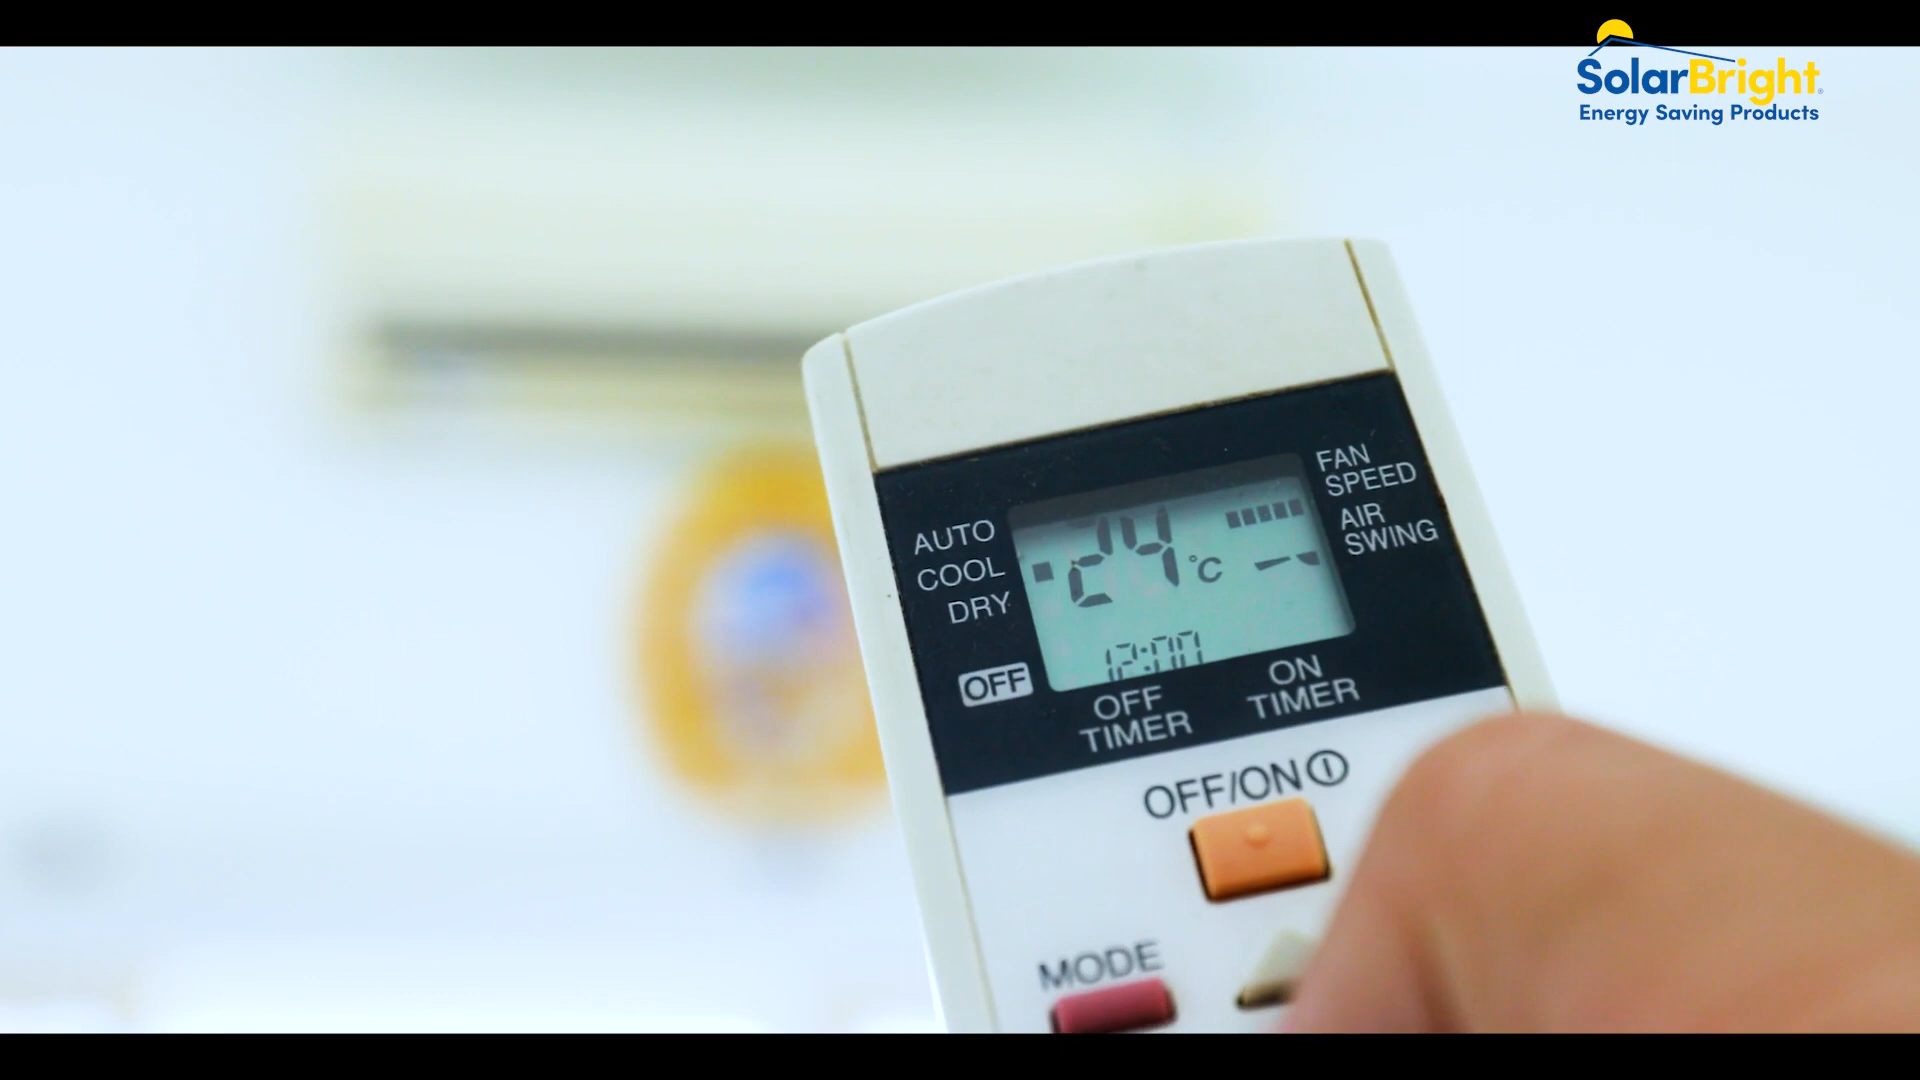 SolarBright®
Energy Saving Products
FAN
SPEED
AIR
SWING
AUTO
COOL
DRY
24°C
12:00
OFF
OFF
TIMER
ON
TIMER
OFF/ON
MODE